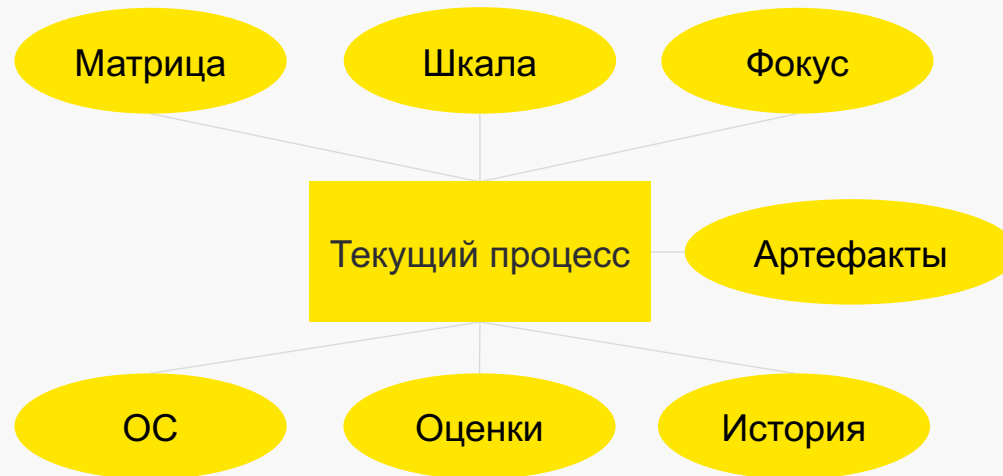 Матрица
Шкала
Фокус
Текущий процесс
Артефакты
ОС
Оценки
История